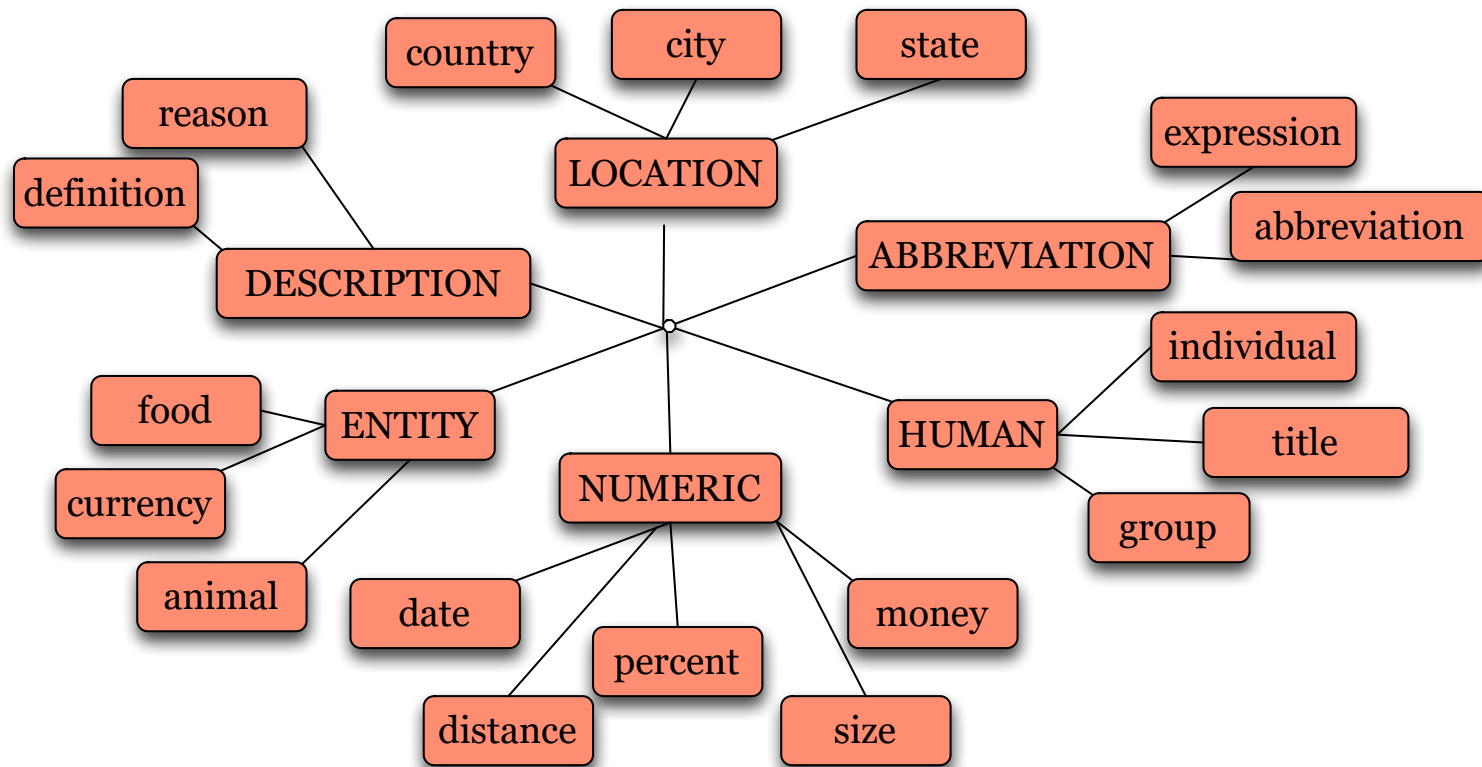 country
city
state
reason
expression
definition
LOCATION
abbreviation
DESCRIPTION
ABBREVIATION
individual
food
ENTITY
HUMAN
title
currency
NUMERIC
group
animal
date
money
percent
distance
size